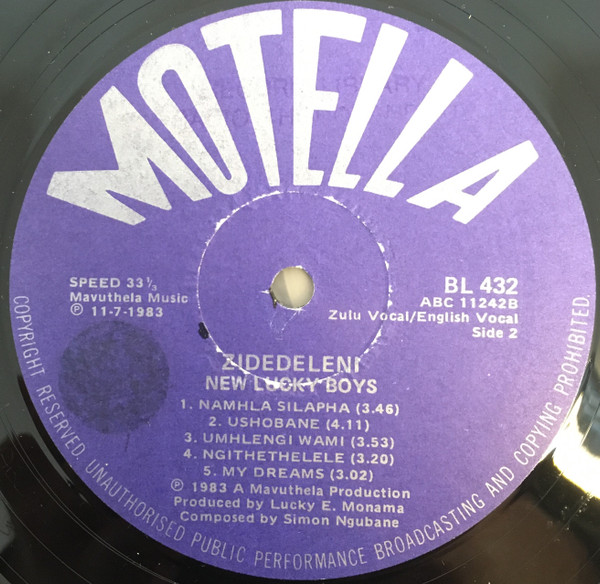 MOTELLA
SPEED 33 ⅓
Mavuthela Music
℗ 11-7-1983
BL 432
ABC 11242B
Zulu Vocal/English Vocal
Side 2
ZIDEDELENI
NEW LUCKY BOYS
1. NAMHLA SILAPHA (3.46)
2. USHOBANE (4.11)
3. UMHLENGI WAMI (3.53)
4. NGITHETHELELE (3.20)
5. MY DREAMS (3.02)
℗ 1983 A Mavuthela Production
Produced by Lucky E. Monama
Composed by Simon Ngubane
COPYRIGHT RESERVED. UNAUTHORISED PUBLIC PERFORMANCE BROADCASTING AND COPYING PROHIBITED.